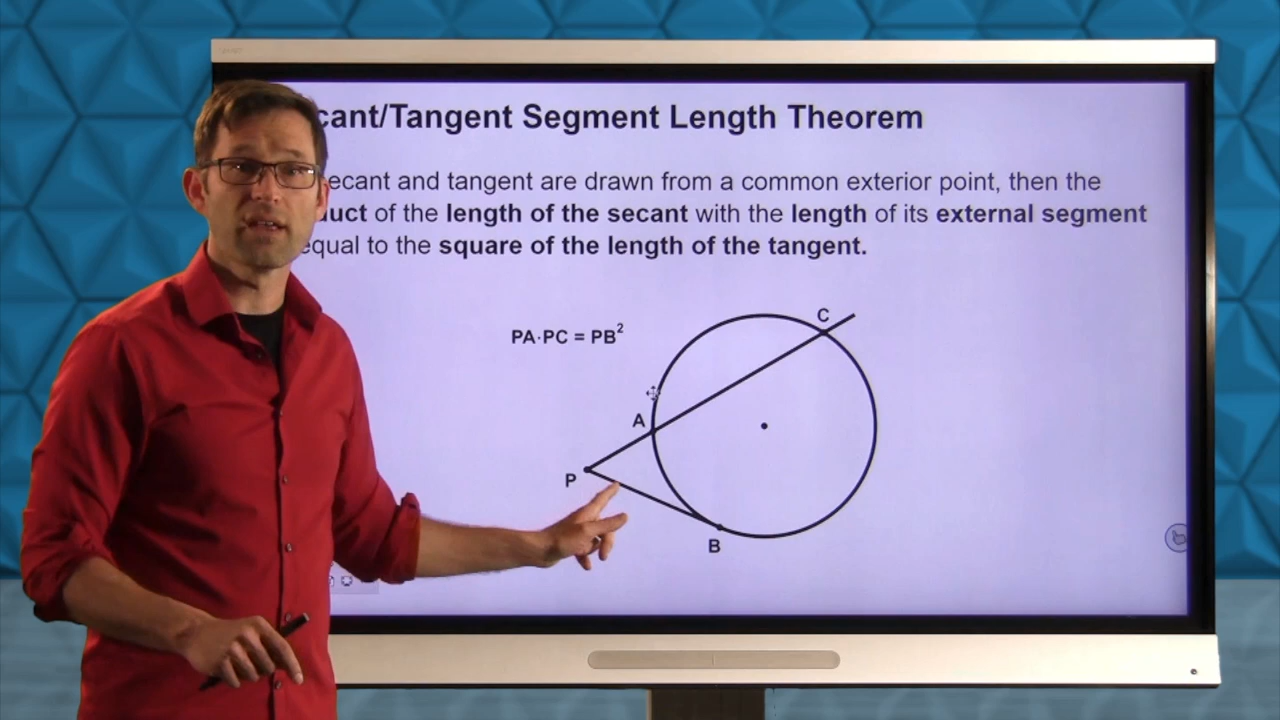 cant/Tangent Segment Length Theorem
ecant and tangent are drawn from a common exterior point, then the
duct of the length of the secant with the length of its external segment
equal to the square of the length of the tangent.
PA·PC = PB²
C
A
P
B